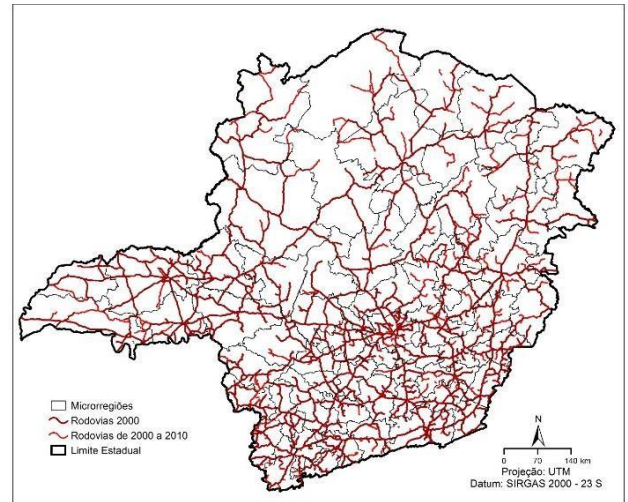 Microrregiões
Rodovias 2000
Rodovias de 2000 a 2010
Limite Estadual
N
0 70 140 km
Projeção: UTM
Datum: SIRGAS 2000 - 23 S